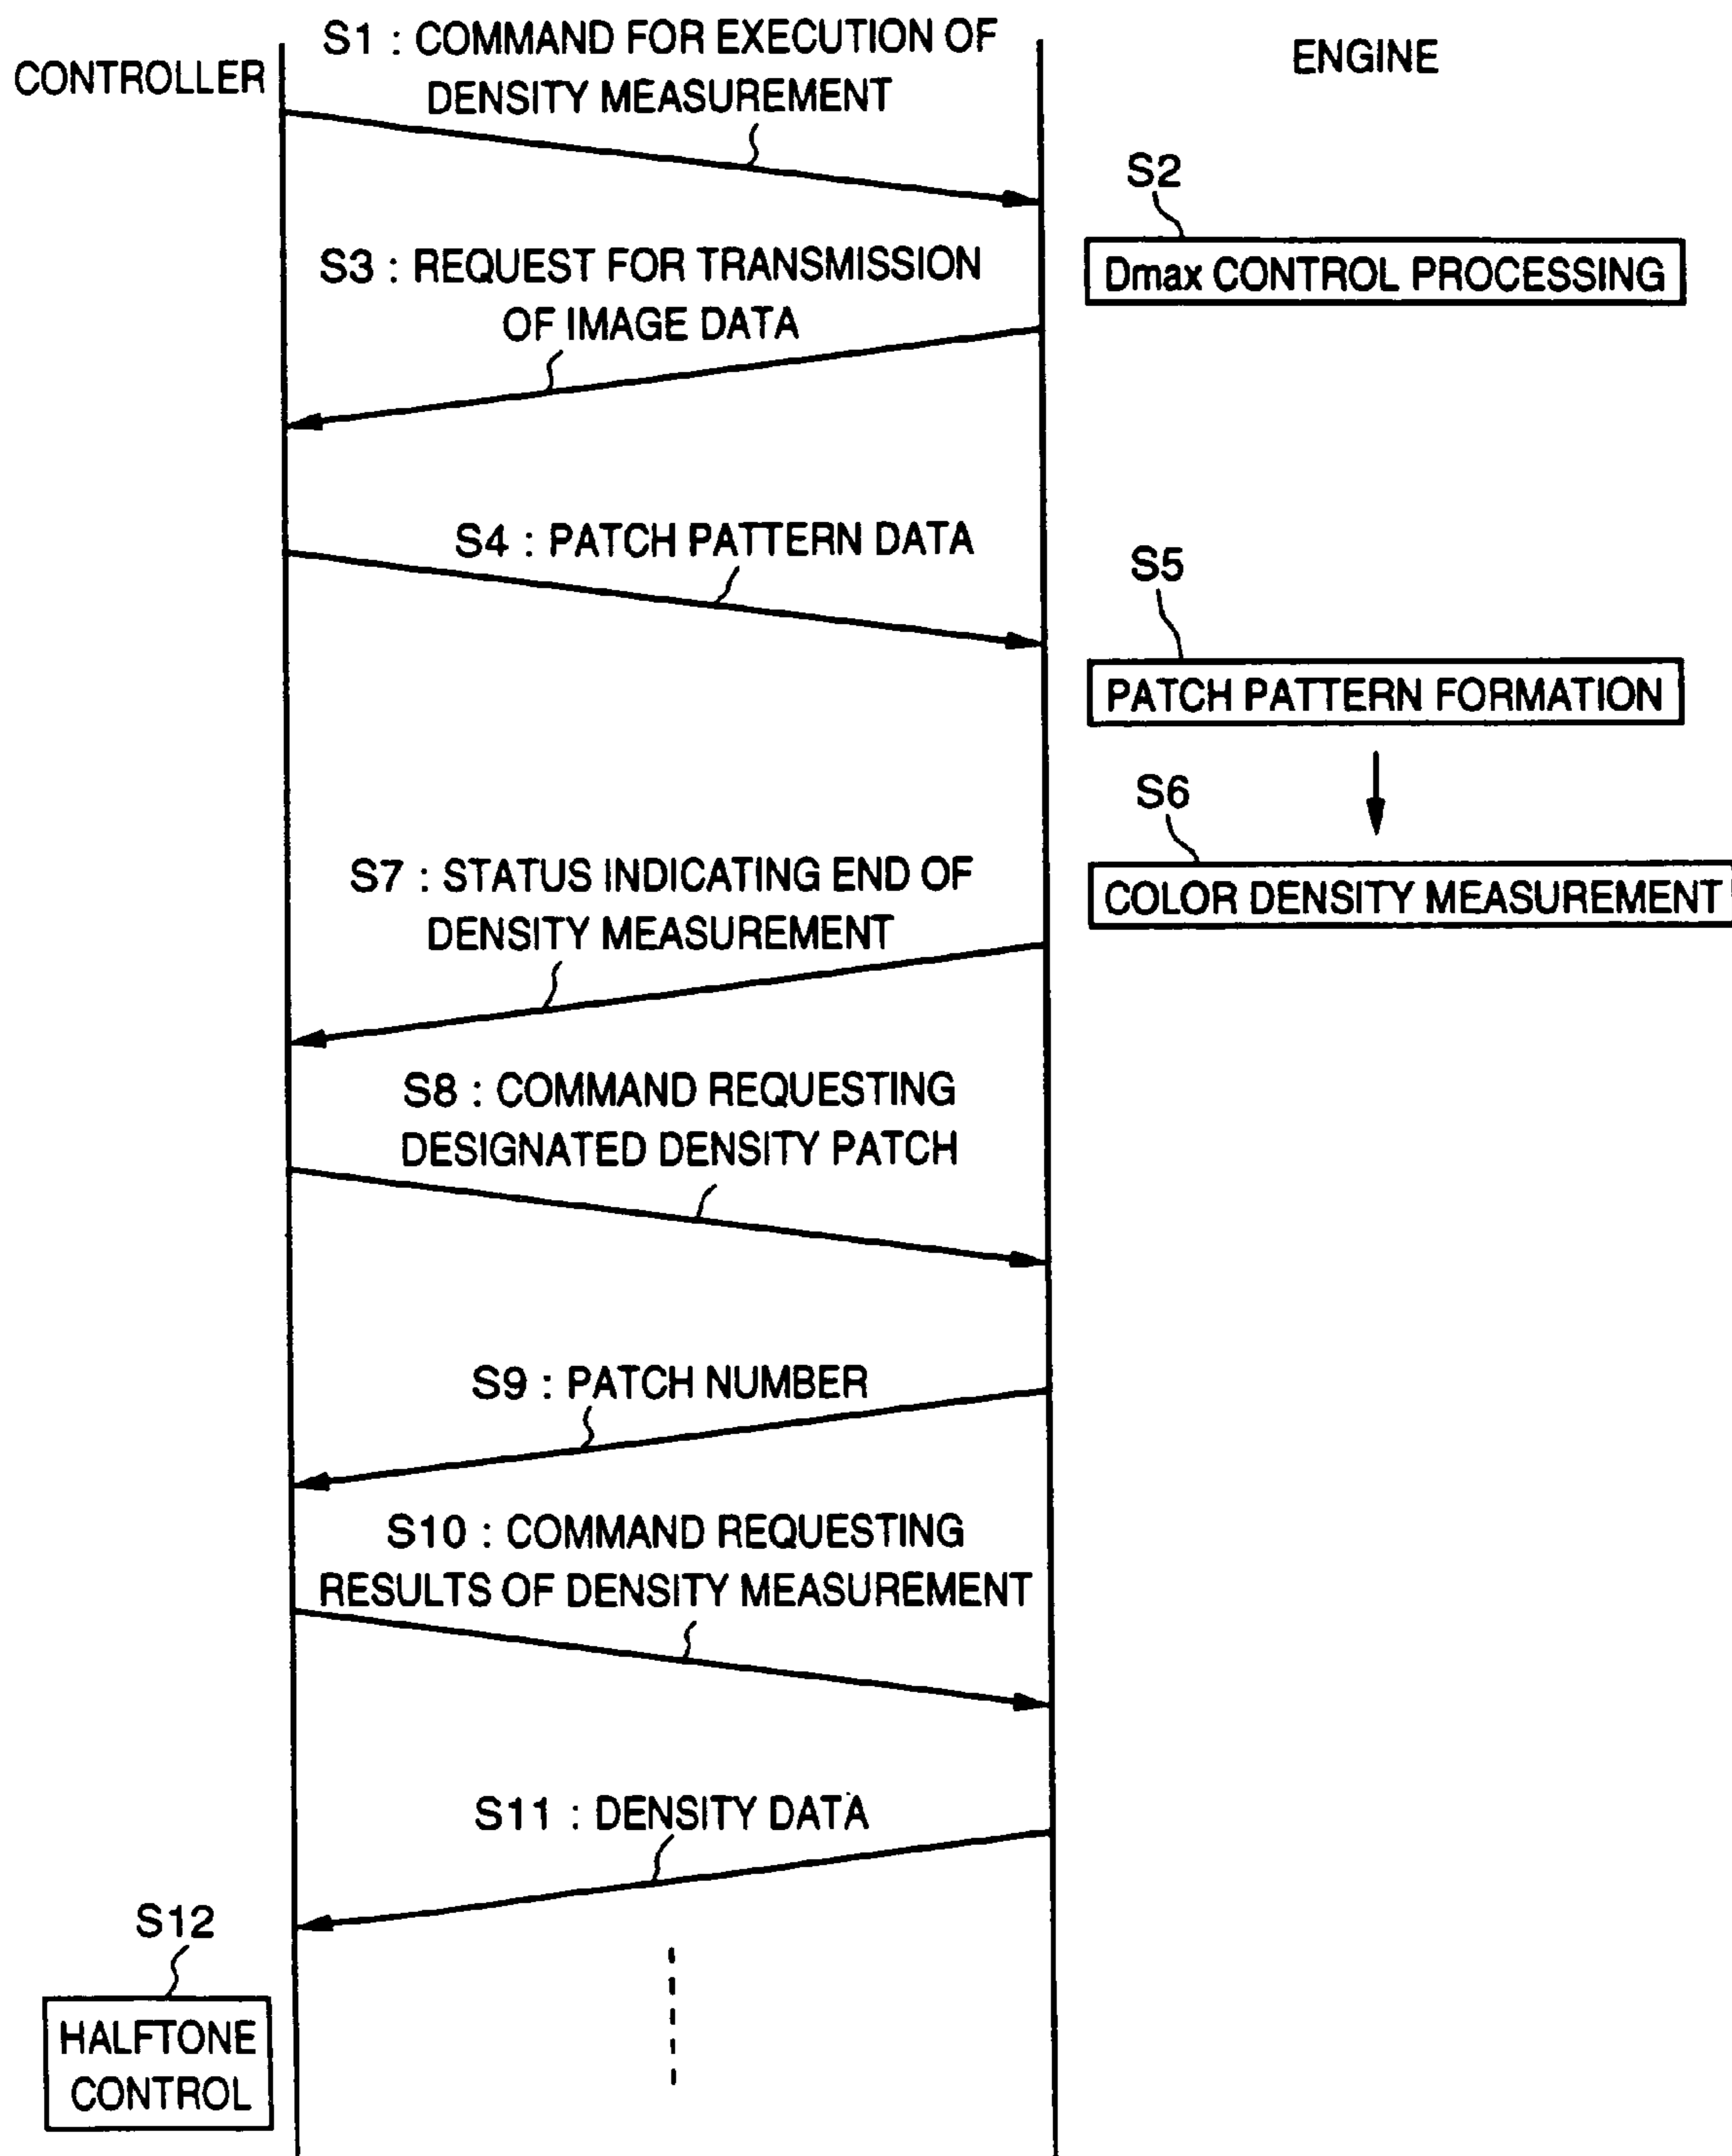 S1 : COMMAND FOR EXECUTION OF
DENSITY MEASUREMENT
CONTROLLER
ENGINE
S2
Dmax CONTROL PROCESSING
S3 : REQUEST FOR TRANSMISSION
OF IMAGE DATA
S4 : PATCH PATTERN DATA
S5
PATCH PATTERN FORMATION
S6
COLOR DENSITY MEASUREMENT
S7 : STATUS INDICATING END OF
DENSITY MEASUREMENT
S8 : COMMAND REQUESTING
DESIGNATED DENSITY PATCH
S9 : PATCH NUMBER
S10 : COMMAND REQUESTING
RESULTS OF DENSITY MEASUREMENT
S11 : DENSITY DATA
S12
HALFTONE
CONTROL